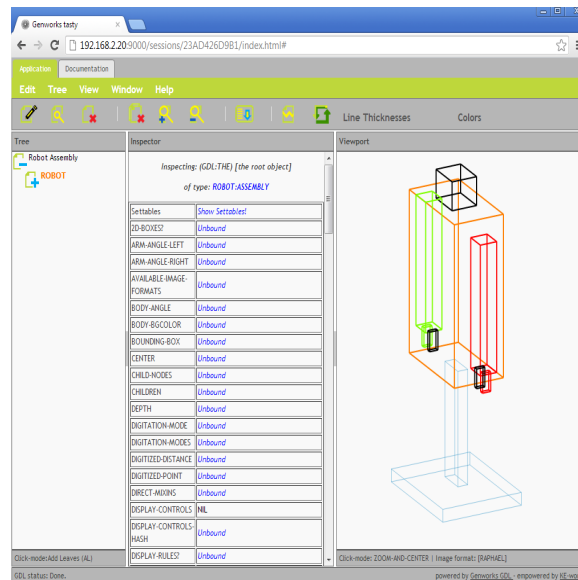 Genworks tasty
192.168.2.20:9000/sessions/23AD426D9B1/index.html#
Application Documentation
Edit Tree View Window Help
Line Thicknesses Colors
Tree Inspector Viewport
Robot Assembly
ROBOT
Inspecting: (GDL:THE) [the root object]
of type: ROBOT:ASSEMBLY
Settables Show Settables!
2D-BOXES? Unbound
ARM-ANGLE-LEFT Unbound
ARM-ANGLE-RIGHT Unbound
AVAILABLE-IMAGE-
FORMATS Unbound
BODY-ANGLE Unbound
BODY-BGCOLOR Unbound
BOUNDING-BOX Unbound
CENTER Unbound
CHILD-NODES Unbound
CHILDREN Unbound
DEPTH Unbound
DIGITATION-MODE Unbound
DIGITATION-MODES Unbound
DIGITIZED-DISTANCE Unbound
DIGITIZED-POINT Unbound
DIRECT-MIXINS Unbound
DISPLAY-CONTROLS NIL
DISPLAY-CONTROLS-
HASH Unbound
DISPLAY-RULES? Unbound
Click-mode:Add Leaves (AL) Click-mode: ZOOM-AND-CENTER | Image format: [RAPHAEL]
GDL status: Done. powered by Genworks GDL - empowered by KE-wo